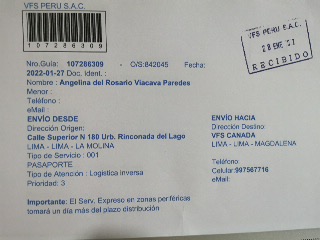 VFS PERU S.A.C.
107286309
VFS PERU S.A.C.
28 ENE
RECIBIDO
Nro.Guía: 107286309 - O/S:842645 Fecha:
2022-01-27 Doc. Ident. :
Nombre : Angelina del Rosario Viacava Paredes
Menor :
Teléfono :
eMail :
ENVÍO DESDE
Dirección Origen:
Calle Superior N 180 Urb. Rinconada del Lago
LIMA - LIMA - LA MOLINA
Tipo de Servicio : 001
PASAPORTE.
Tipo de Atención : Logística inversa
Prioridad : 3
ENVÍO HACIA
Dirección Destino:
VFS CANADA
LIMA - LIMA - MAGDALENA
Teléfono:
Celular:997567716
eMail:
Importante: El Serv. Expreso en zonas periféricas
tomará un día más del plazo distribución